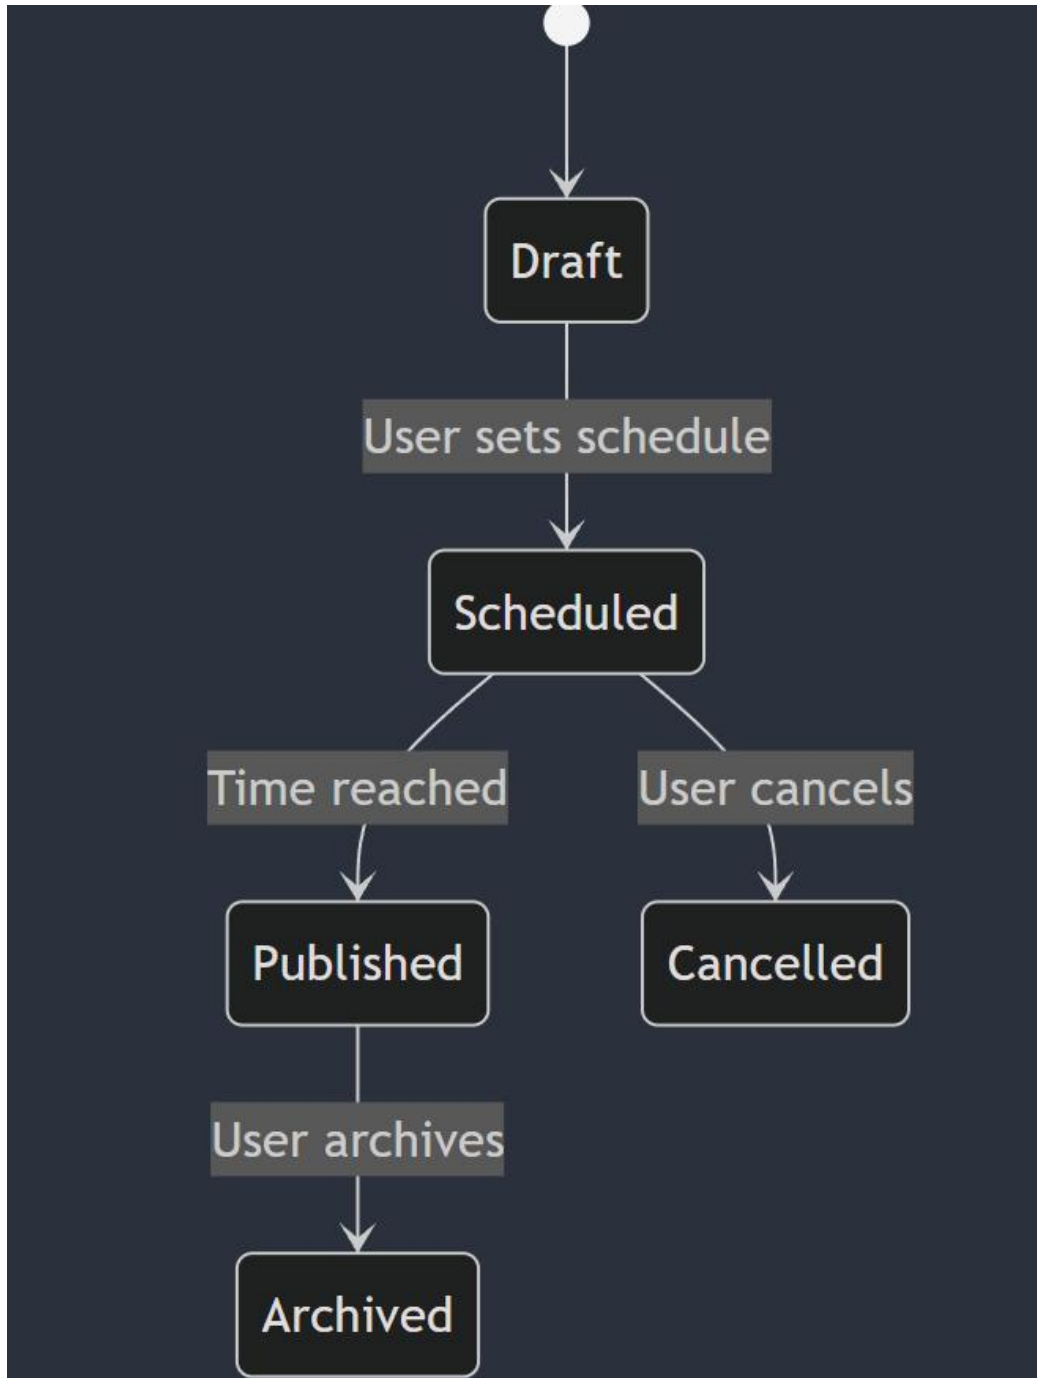 Draft
User sets schedule
Scheduled
Time reached
User cancels
Published
Cancelled
User archives
Archived